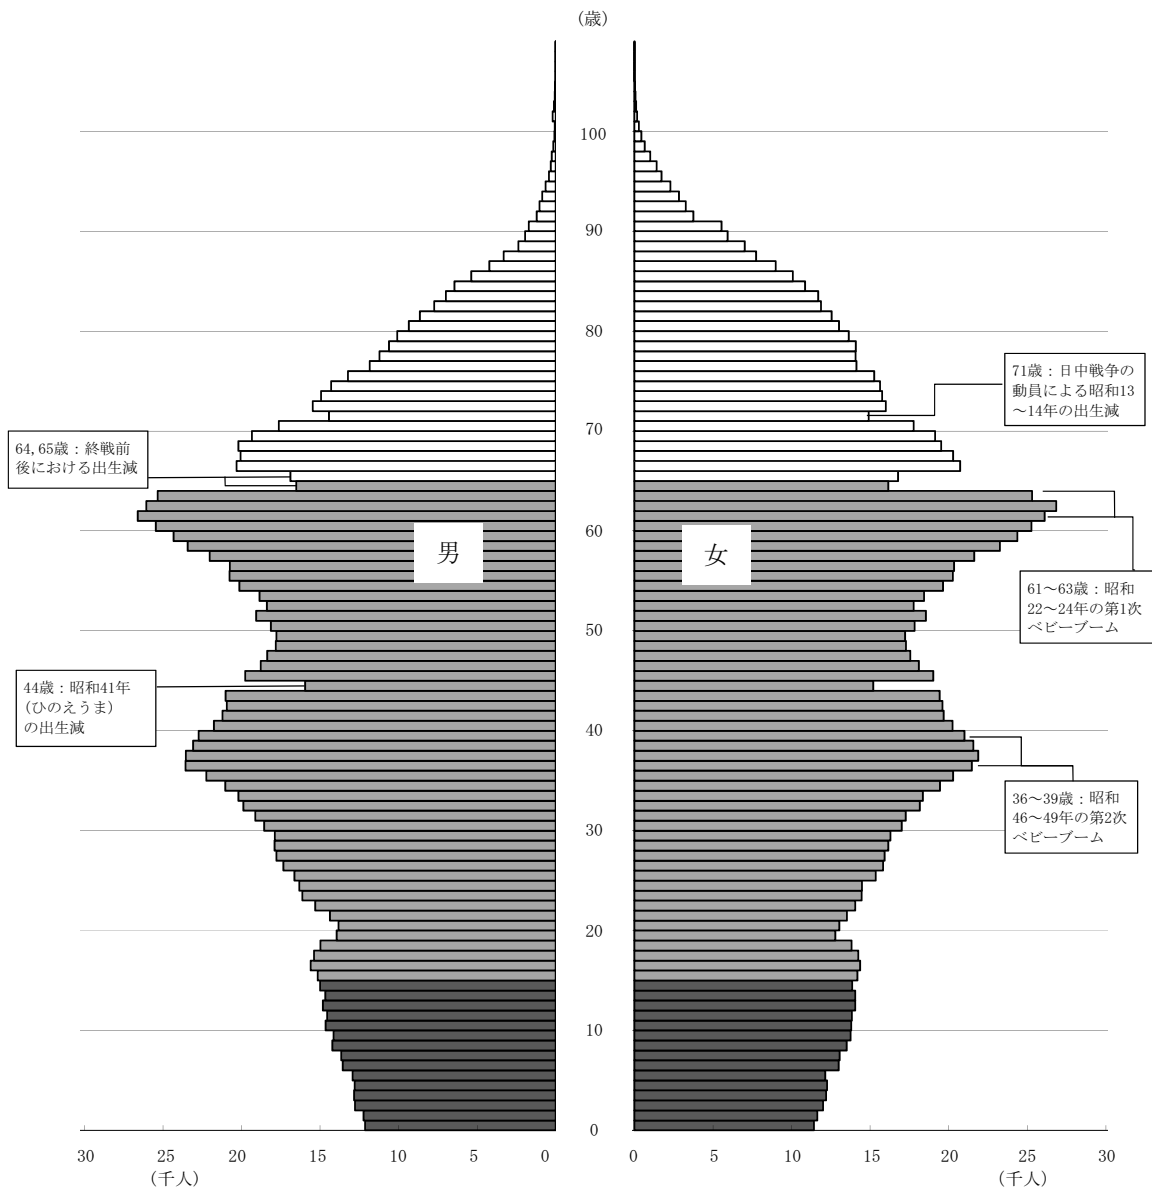 (歳)
100
90
80
71歳：日中戦争の
動員による昭和13
～14年の出生減
70
64,65歳：終戦前
後における出生減
60
男
女
61～63歳：昭和
22～24年の第1次
ベビーブーム
50
44歳：昭和41年
(ひのえうま)
の出生減
40
36～39歳：昭和
46～49年の第2次
ベビーブーム
30
20
10
0
30 25 20 15 10 5 0
0 5 10 15 20 25 30
(千人)
(千人)